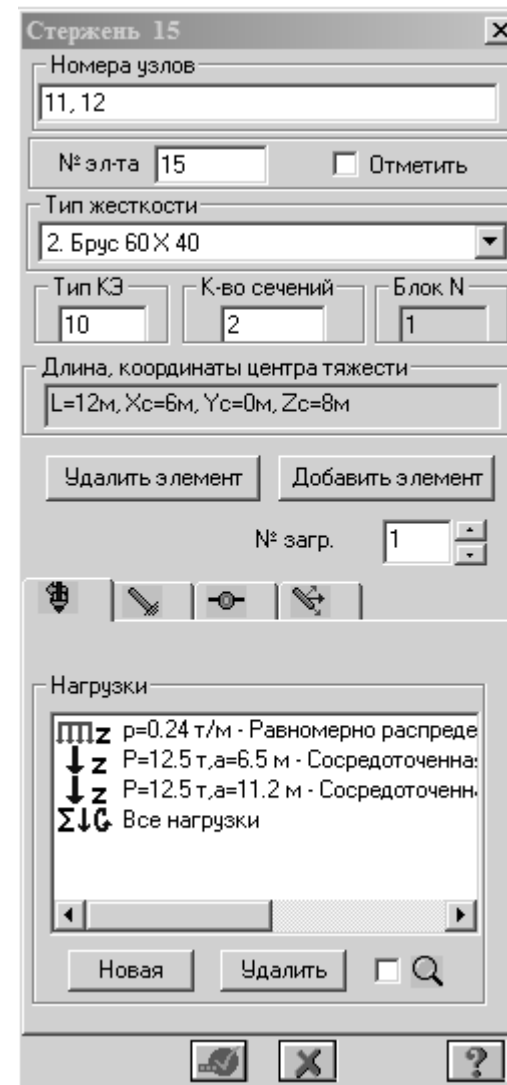 Стержень 15
Номера узлов
11, 12
№ эл-та 15 Отметить
Тип жесткости
2. Брус 60 X 40
Тип КЭ К-во сечений Блок N
10 2 1
Длина, координаты центра тяжести
L=12м, Xc=6м, Yc=0м, Zc=8м
Удалить элемент Добавить элемент
№ загр. 1
Нагрузки
z p=0.24 т/м - Равномерно распреде
z P=12.5 т,a=6.5 м - Сосредоточенна
z P=12.5 т,a=11.2 м - Сосредоточенн
Все нагрузки
Новая Удалить